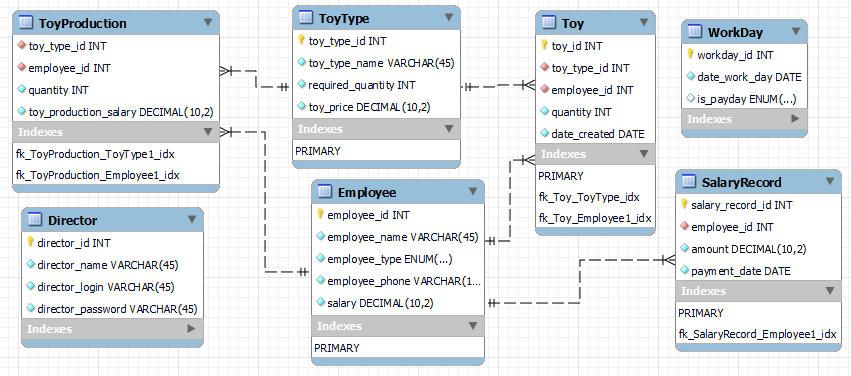 ToyProduction
toy_type_id INT
employee_id INT
quantity INT
toy_production_salary DECIMAL(10,2)
Indexes
fk_ToyProduction_ToyType1_idx
fk_ToyProduction_Employee1_idx
ToyType
toy_type_id INT
toy_type_name VARCHAR(45)
required_quantity INT
toy_price DECIMAL(10,2)
Indexes
PRIMARY
Toy
toy_id INT
toy_type_id INT
employee_id INT
quantity INT
date_created DATE
Indexes
PRIMARY
fk_Toy_ToyType_idx
fk_Toy_Employee1_idx
WorkDay
workday_id INT
date_work_day DATE
is_payday ENUM(...)
Indexes
Director
director_id INT
director_name VARCHAR(45)
director_login VARCHAR(45)
director_password VARCHAR(45)
Indexes
Employee
employee_id INT
employee_name VARCHAR(45)
employee_type ENUM(...)
employee_phone VARCHAR(1...
salary DECIMAL(10,2)
Indexes
PRIMARY
SalaryRecord
salary_record_id INT
employee_id INT
amount DECIMAL(10,2)
payment_date DATE
Indexes
PRIMARY
fk_SalaryRecord_Employee1_idx